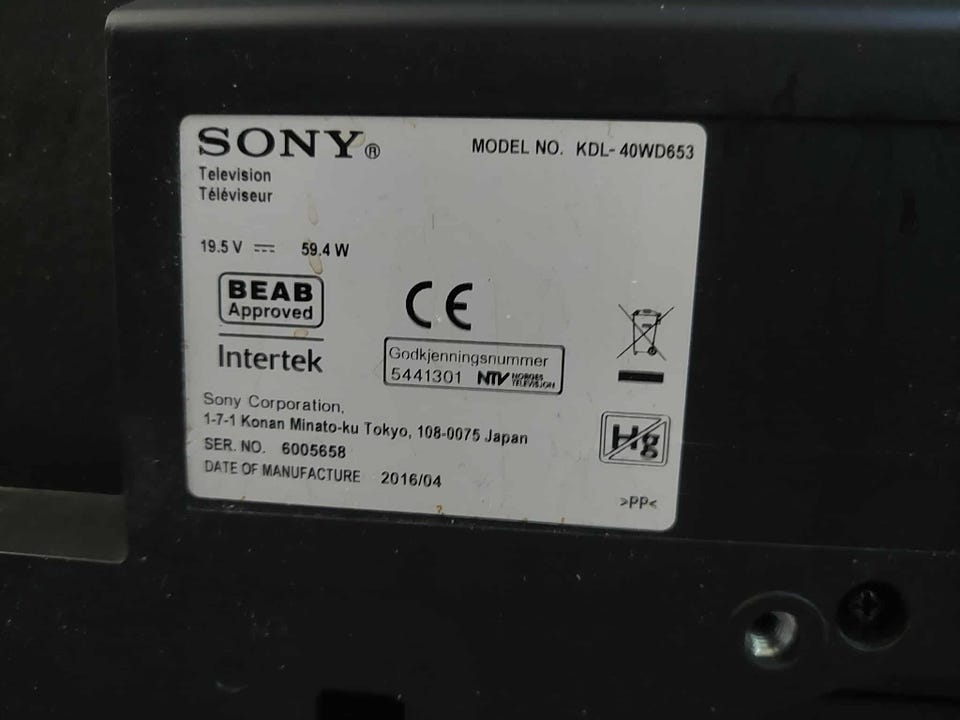 SONY®
MODEL NO. KDL-40WD653
Television
Téléviseur
19.5 V 59.4 W
BEAB
Approved
Intertek
CE
Godkjenningsnummer
5441301 NTV NORGES TELEVISJON
Sony Corporation,
1-7-1 Konan Minato-ku Tokyo, 108-0075 Japan
SER. NO. 6005658
DATE OF MANUFACTURE 2016/04
Hg
>PP<